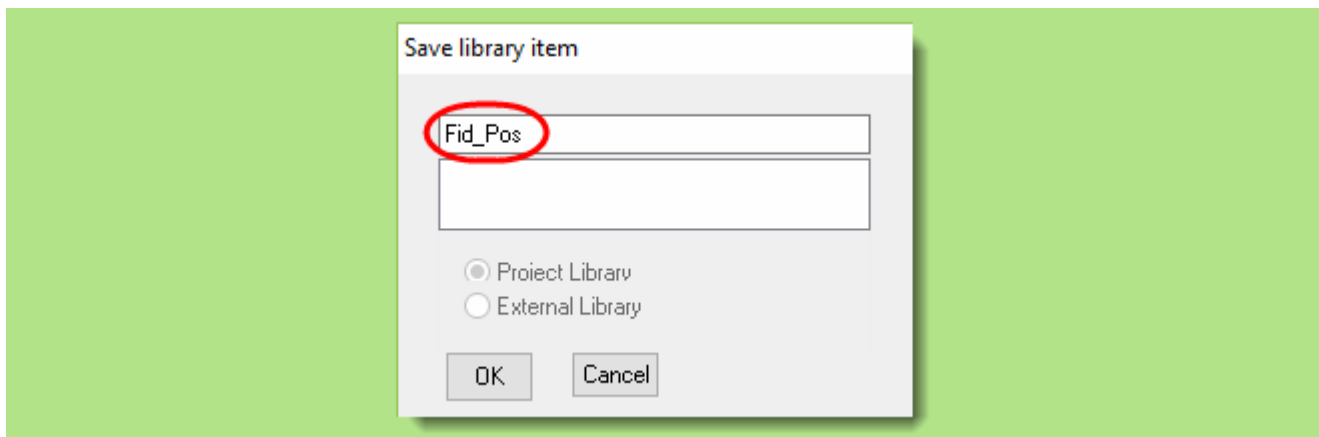 Save library item
Fid_Pos
Project Library
External Library
OK
Cancel